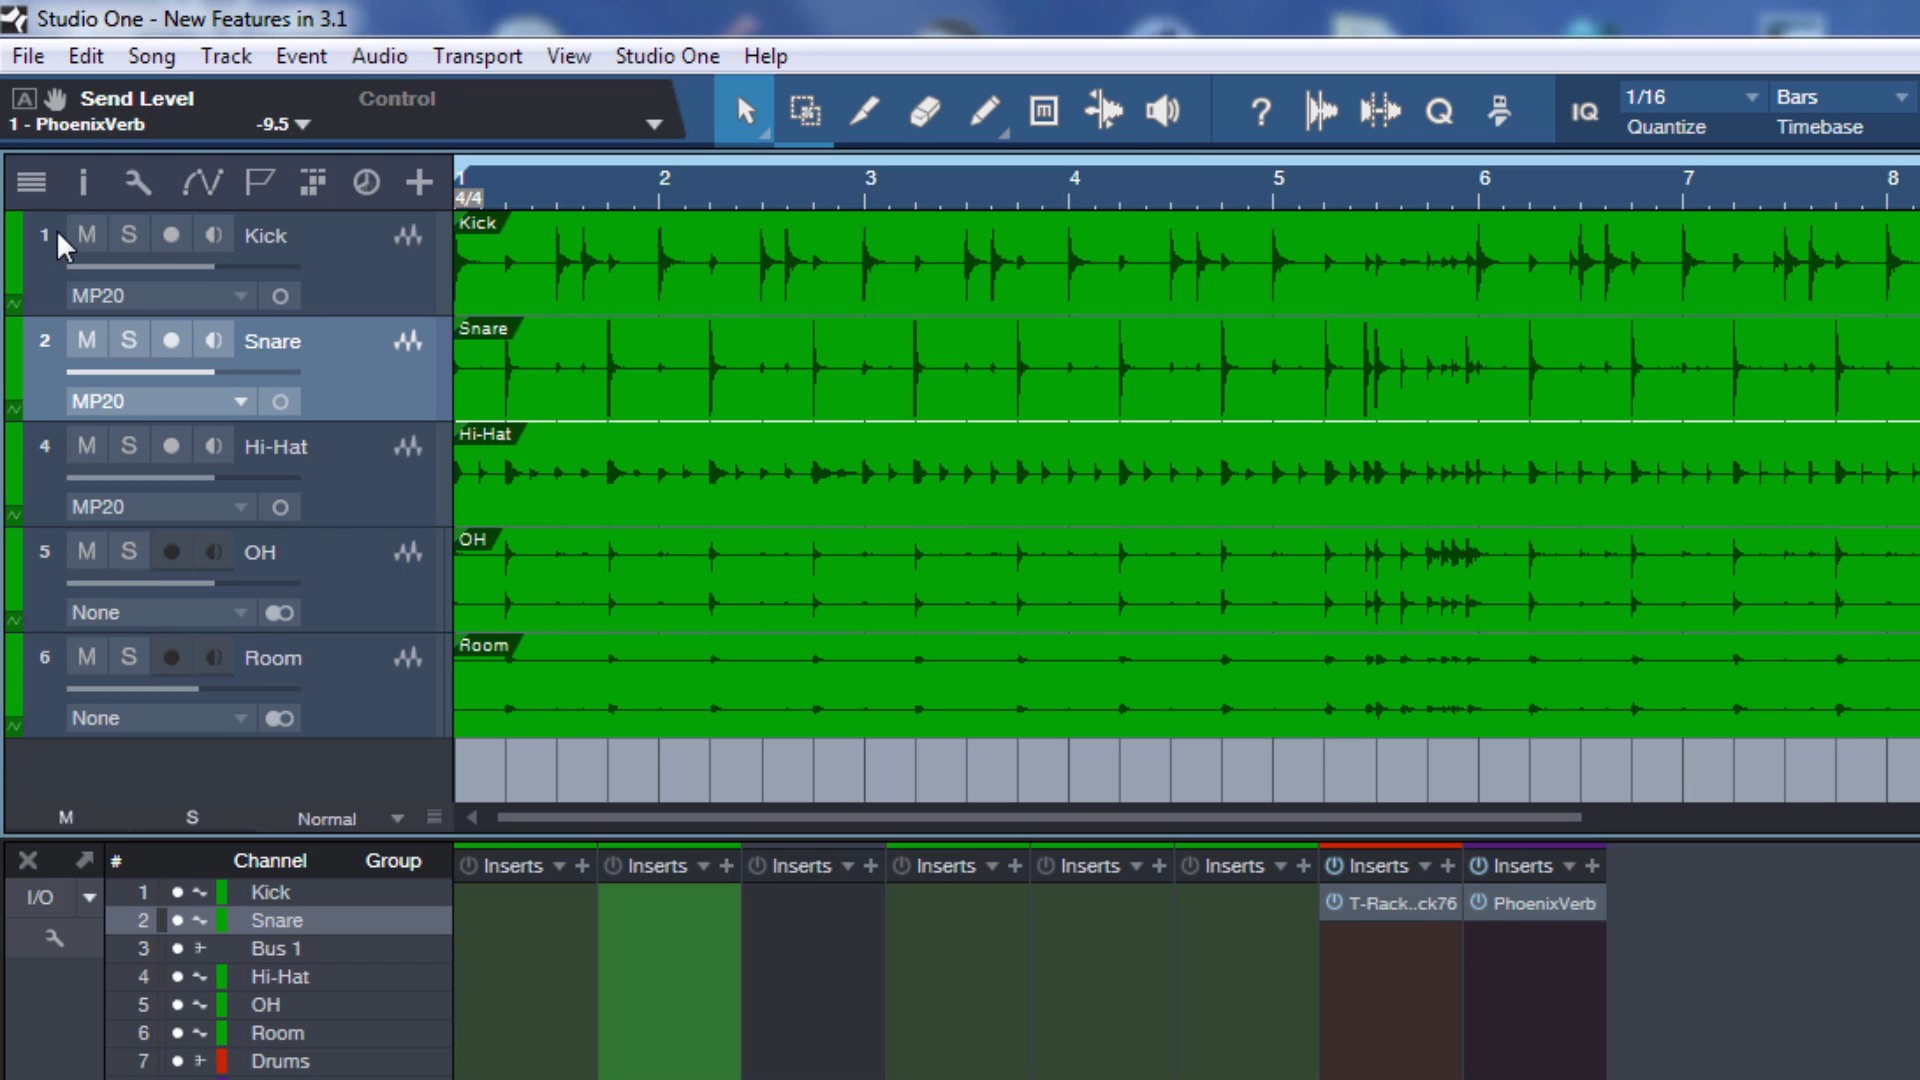 Studio One - New Features in 3.1
File Edit Song Track Event Audio Transport View Studio One Help
A Send Level Control
1 - PhoenixVerb -9.5
? Q IQ 1/16 Quantize Bars Timebase
i 1 2 3 4 5 6 7 8
4/4
1 M S Kick
MP20
Kick
2 M S Snare
MP20
Snare
4 M S Hi-Hat
MP20
Hi-Hat
5 M S OH
None
OH
6 M S Room
None
Room
M S Normal
# Channel Group
I/O
1 Kick
2 Snare
3 Bus 1
4 Hi-Hat
5 OH
6 Room
7 Drums
Inserts Inserts Inserts Inserts Inserts Inserts Inserts Inserts
T-Rack..ck76 PhoenixVerb